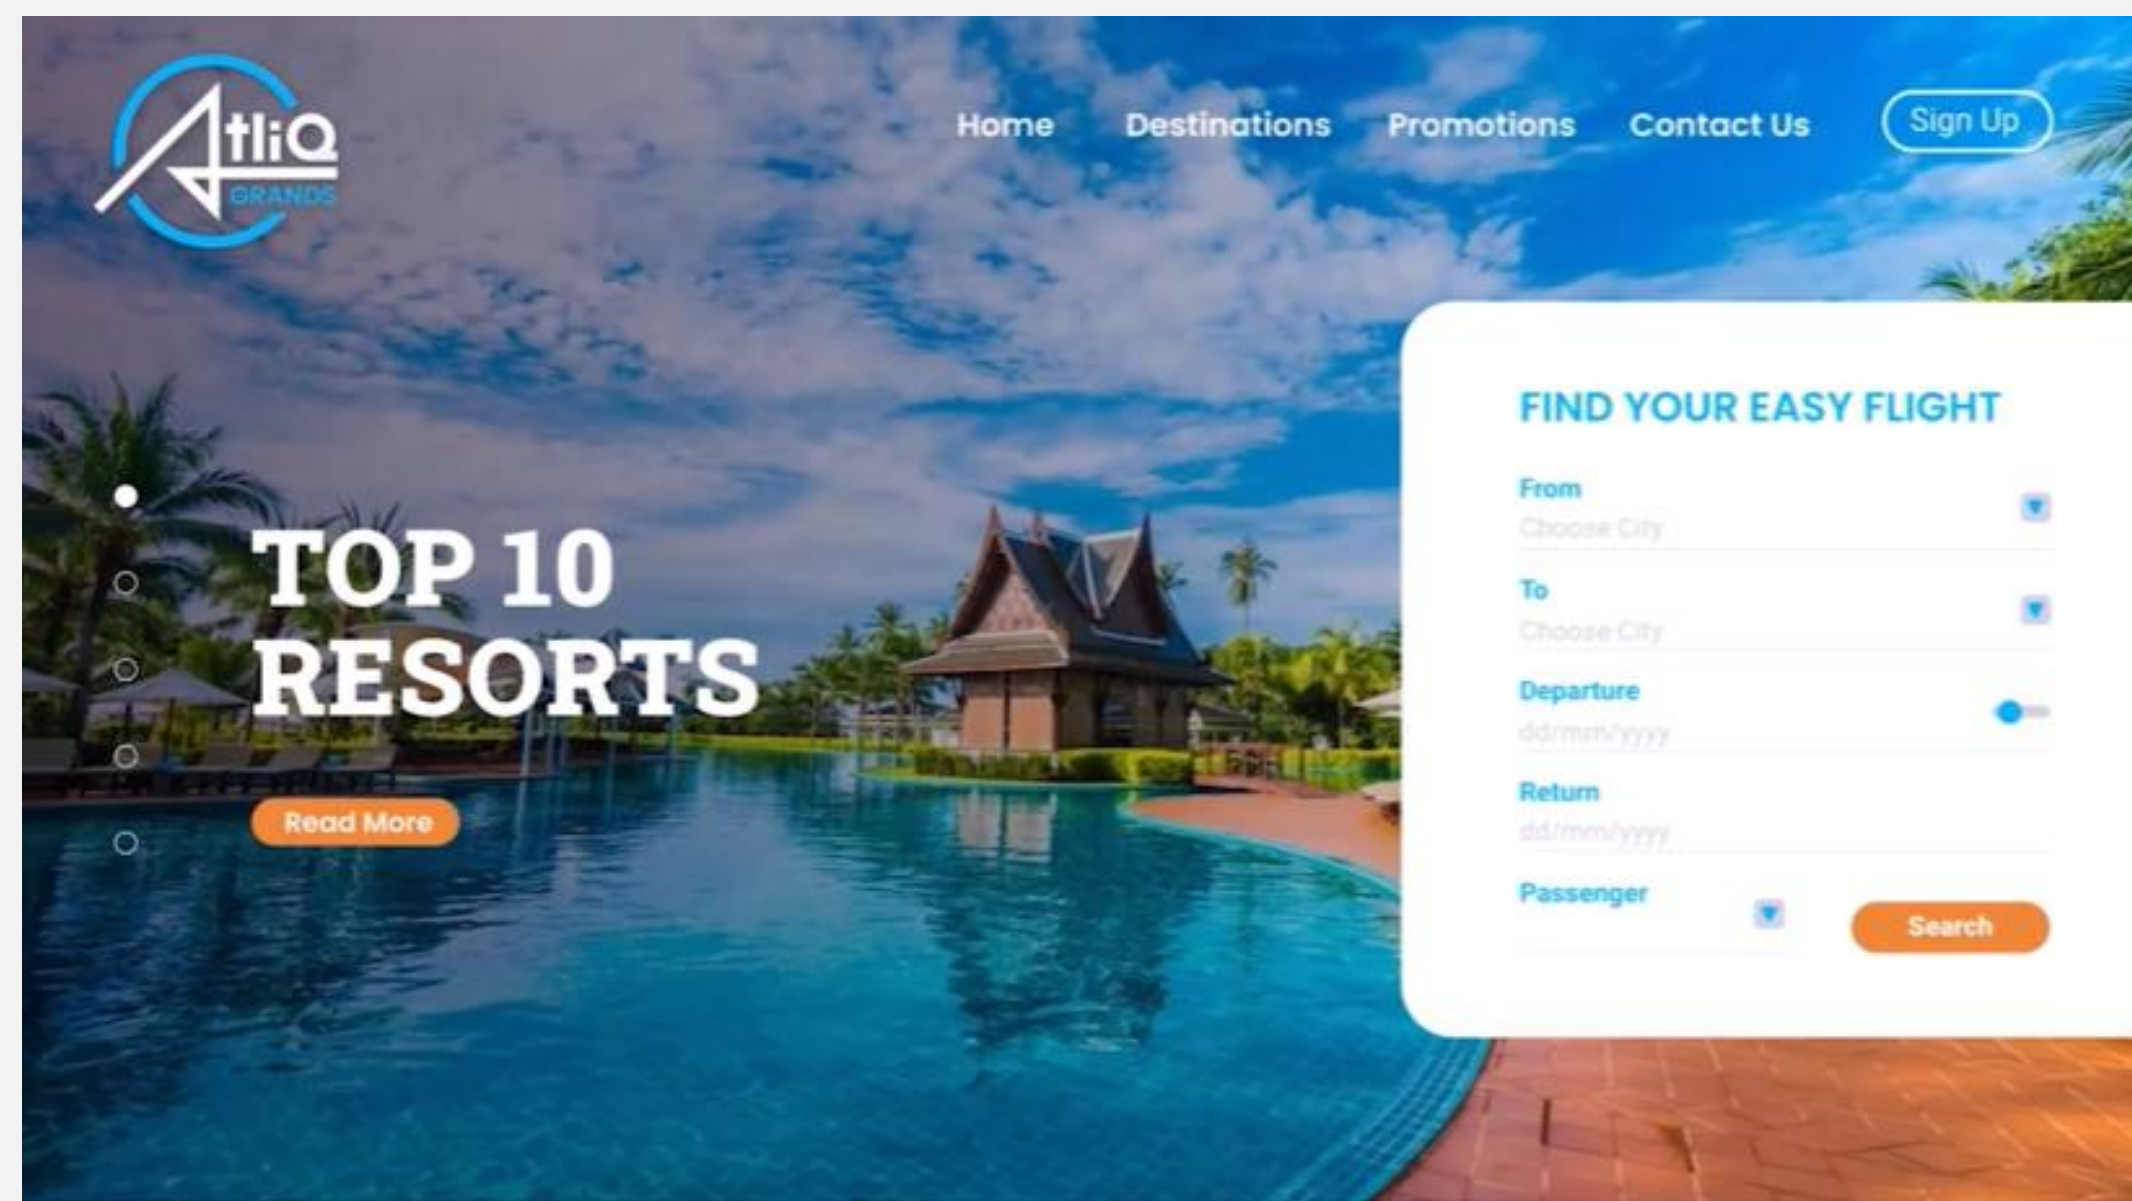 AtliQ
GRANDS
Home Destinations Promotions Contact Us Sign Up
TOP 10
RESORTS
Read More
FIND YOUR EASY FLIGHT
From
Choose City
To
Choose City
Departure
dd/mm/yyyy
Return
dd/mm/yyyy
Passenger
Search